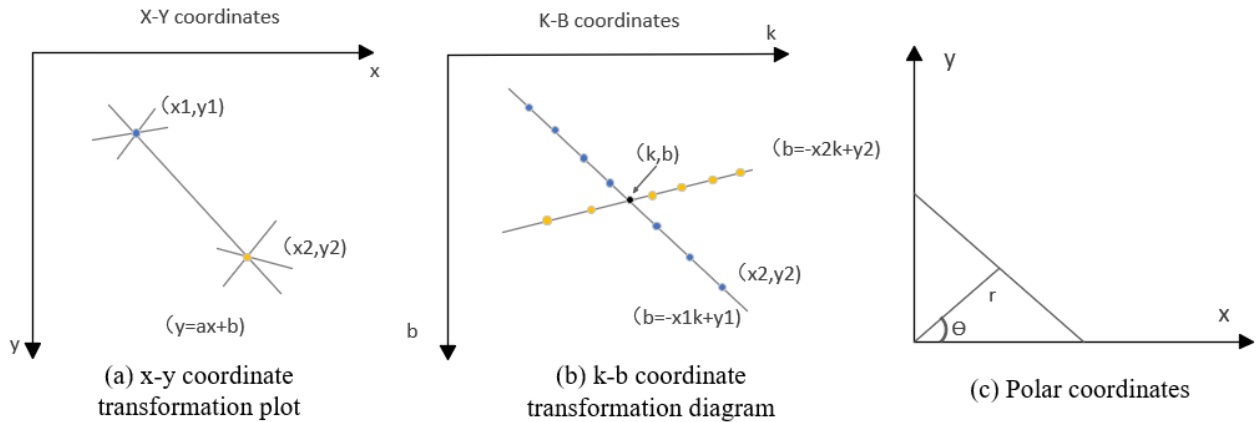 X-Y coordinates
x
(x1,y1)
(x2,y2)
(y=ax+b)
y
(a) x-y coordinate
transformation plot
K-B coordinates
k
(k,b)
(b=-x2k+y2)
(x2,y2)
(b=-x1k+y1)
b
(b) k-b coordinate
transformation diagram
y
r
θ
x
(c) Polar coordinates